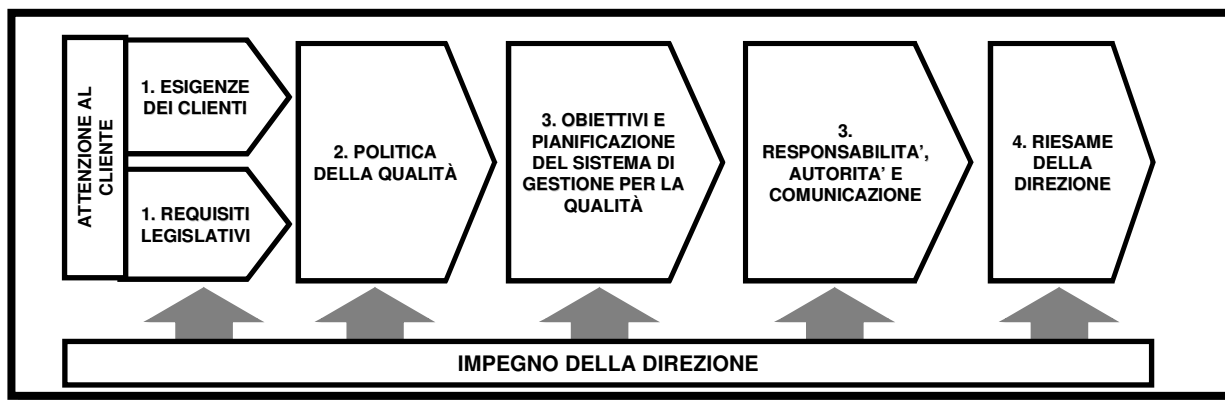 ATTENZIONE AL
CLIENTE
1. ESIGENZE
DEI CLIENTI
1. REQUISITI
LEGISLATIVI
2. POLITICA
DELLA QUALITÀ
3. OBIETTIVI E
PIANIFICAZIONE
DEL SISTEMA DI
GESTIONE PER LA
QUALITÀ
3.
RESPONSABILITA’,
AUTORITA’ E
COMUNICAZIONE
4. RIESAME
DELLA
DIREZIONE
IMPEGNO DELLA DIREZIONE